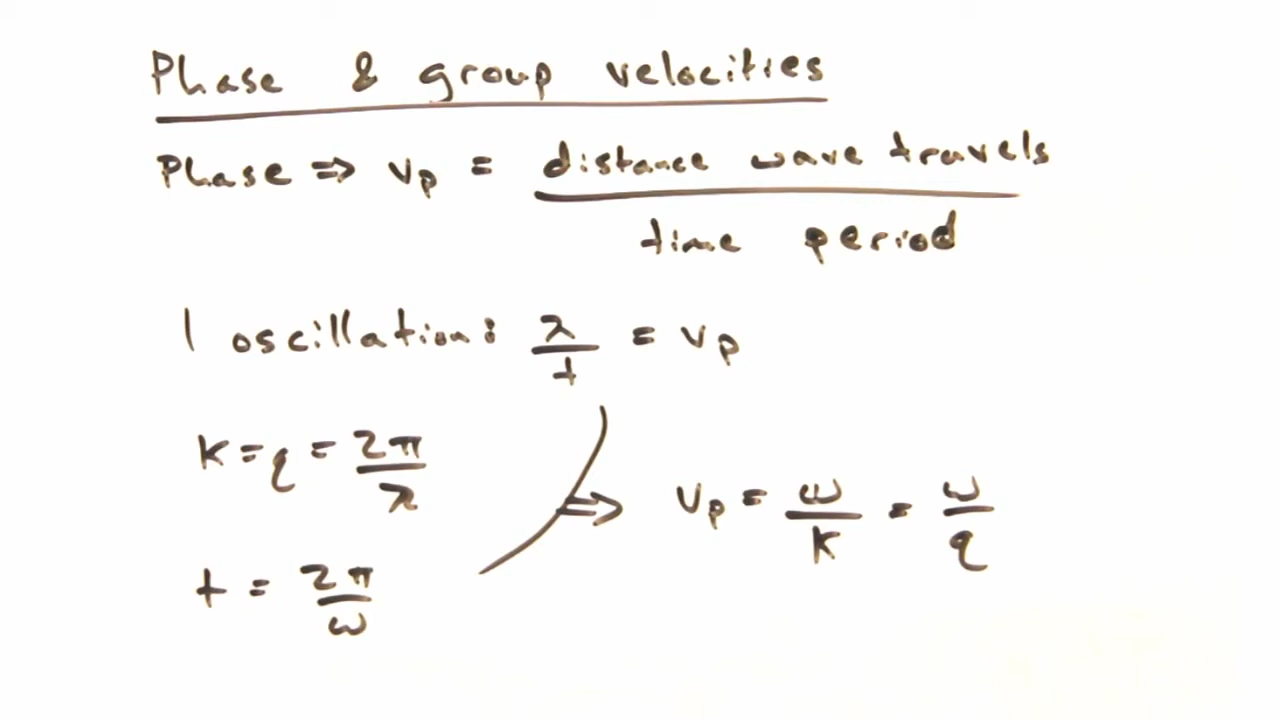 Phase & group velocities
Phase ⇒ vp = distance wave travels
time period
1 oscillation: λ/t = vp
k = q = 2π/λ
⇒ vp = ω/k = ω/q
t = 2π/ω